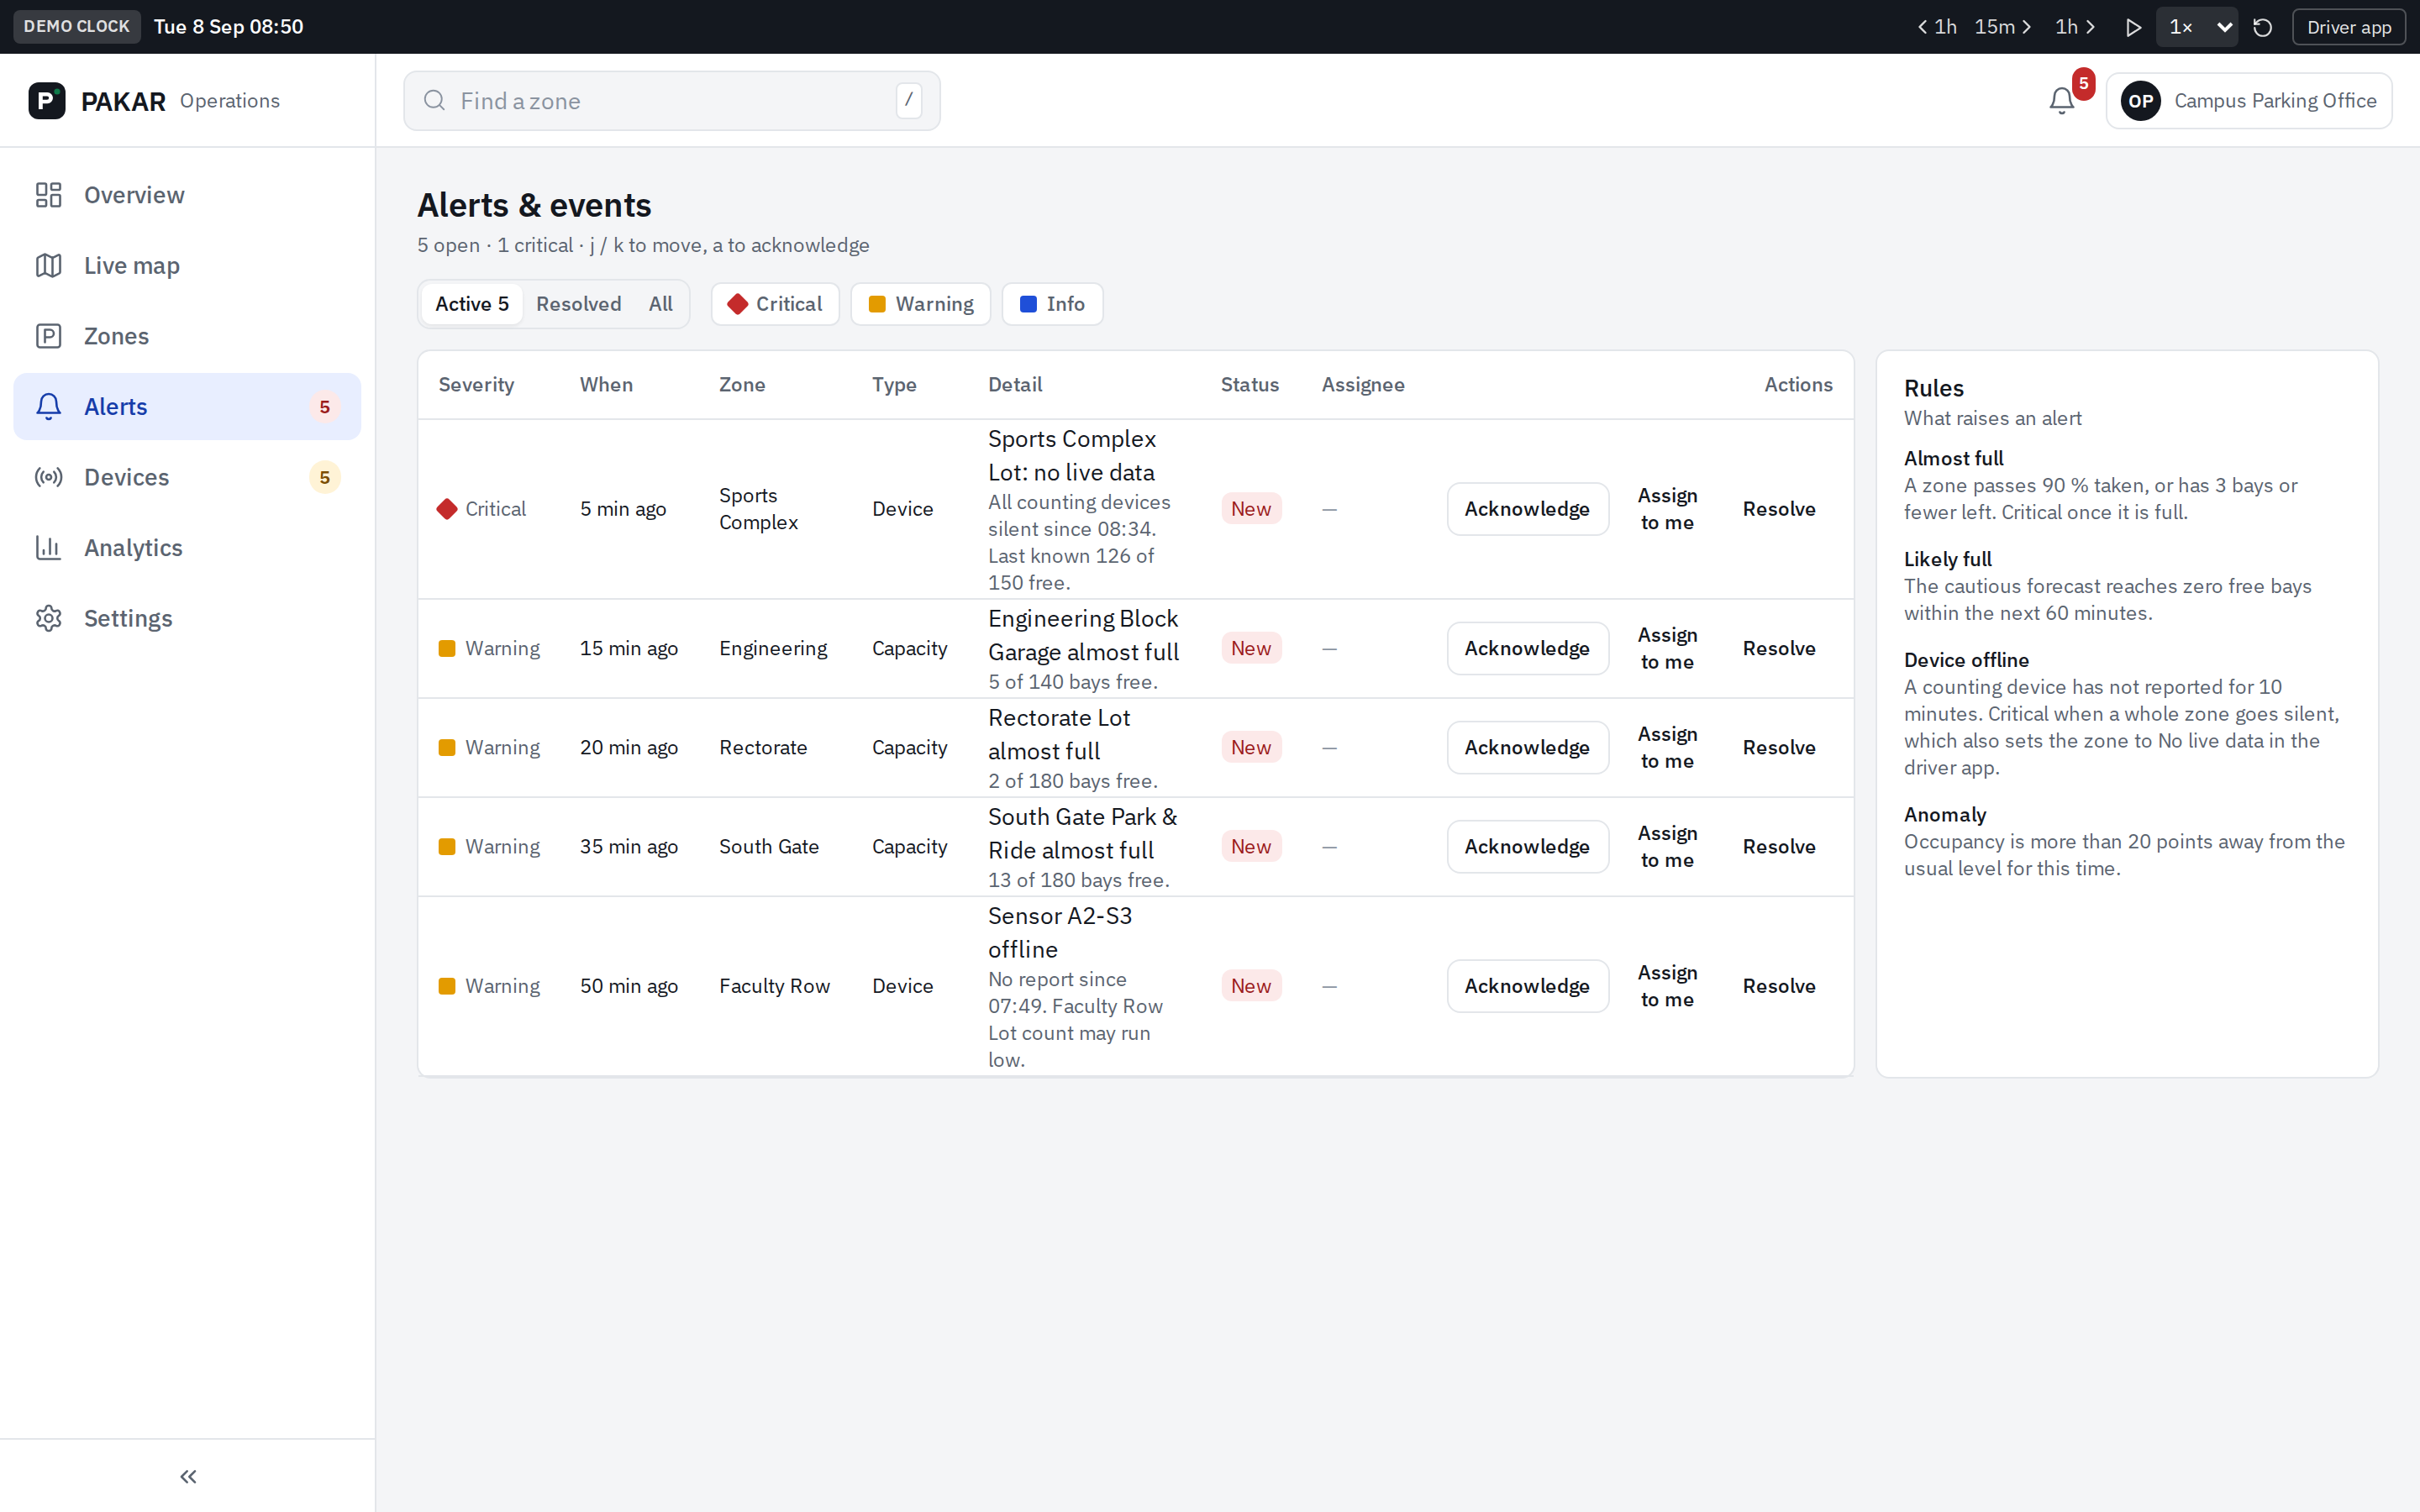 DEMO CLOCK Tue 8 Sep 08:50 1h 15m 1h 1× Driver app
P PAKAR Operations Find a zone / 5 OP Campus Parking Office
Overview
Live map
Zones
Alerts 5
Devices 5
Analytics
Settings
Alerts & events
5 open · 1 critical · j / k to move, a to acknowledge
Active 5 Resolved All Critical Warning Info
Severity When Zone Type Detail Status Assignee Actions
Critical 5 min ago Sports
Complex Device Sports Complex
Lot: no live data
All counting devices
silent since 08:34.
Last known 126 of
150 free. New — Acknowledge Assign
to me Resolve
Warning 15 min ago Engineering Capacity Engineering Block
Garage almost full
5 of 140 bays free. New — Acknowledge Assign
to me Resolve
Warning 20 min ago Rectorate Capacity Rectorate Lot
almost full
2 of 180 bays free. New — Acknowledge Assign
to me Resolve
Warning 35 min ago South Gate Capacity South Gate Park &
Ride almost full
13 of 180 bays free. New — Acknowledge Assign
to me Resolve
Warning 50 min ago Faculty Row Device Sensor A2-S3
offline
No report since
07:49. Faculty Row
Lot count may run
low. New — Acknowledge Assign
to me Resolve
Rules
What raises an alert
Almost full
A zone passes 90 % taken, or has 3 bays or
fewer left. Critical once it is full.
Likely full
The cautious forecast reaches zero free bays
within the next 60 minutes.
Device offline
A counting device has not reported for 10
minutes. Critical when a whole zone goes silent,
which also sets the zone to No live data in the
driver app.
Anomaly
Occupancy is more than 20 points away from the
usual level for this time.